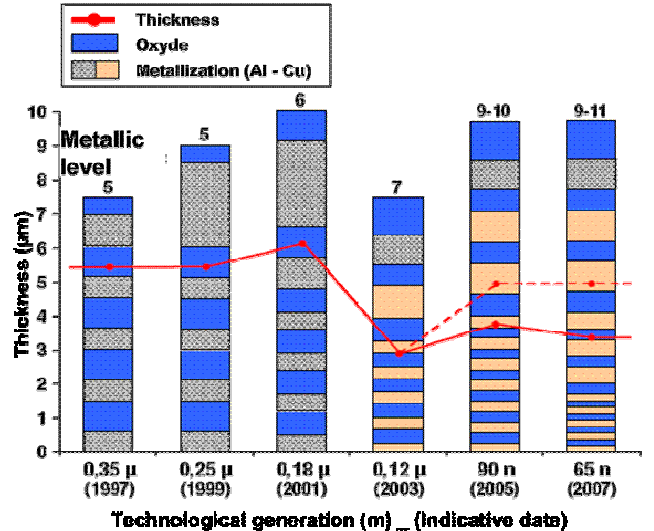 Thickness
Oxyde
Metallization (Al - Cu)
10
9
8
7
6
5
4
3
2
1
0
Thickness (µm)
Metallic
level
5
5
6
7
9-10
9-11
0,35 µ
(1997)
0,25 µ
(1999)
0,18 µ
(2001)
0,12 µ
(2003)
90 n
(2005)
65 n
(2007)
Technological generation (m) _ (Indicative date)